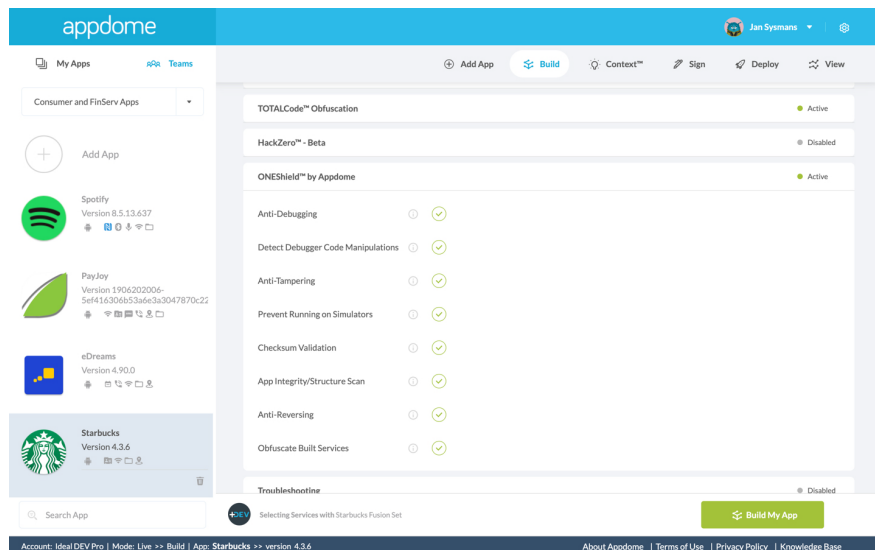 appdome
Jan Sysmans
My Apps
Teams
Add App
Build
Context™
Sign
Deploy
View
Consumer and FinServ Apps
Add App
Spotify
Version 8.5.13.637
PayJoy
Version 1906202006-
5ef416306b53a6e3a3047870c22
eDreams
Version 4.90.0
Starbucks
Version 4.3.6
Search App
TOTALCode™ Obfuscation
Active
HackZero™ - Beta
Disabled
ONEShield™ by Appdome
Active
Anti-Debugging
Detect Debugger Code Manipulations
Anti-Tampering
Prevent Running on Simulators
Checksum Validation
App Integrity/Structure Scan
Anti-Reversing
Obfuscate Built Services
Troubleshooting
Disabled
+DEV
Selecting Services with Starbucks Fusion Set
Build My App
Account: Ideal DEV Pro | Mode: Live >> Build | App: Starbucks >> version 4.3.6
About Appdome | Terms of Use | Privacy Policy | Knowledge Base